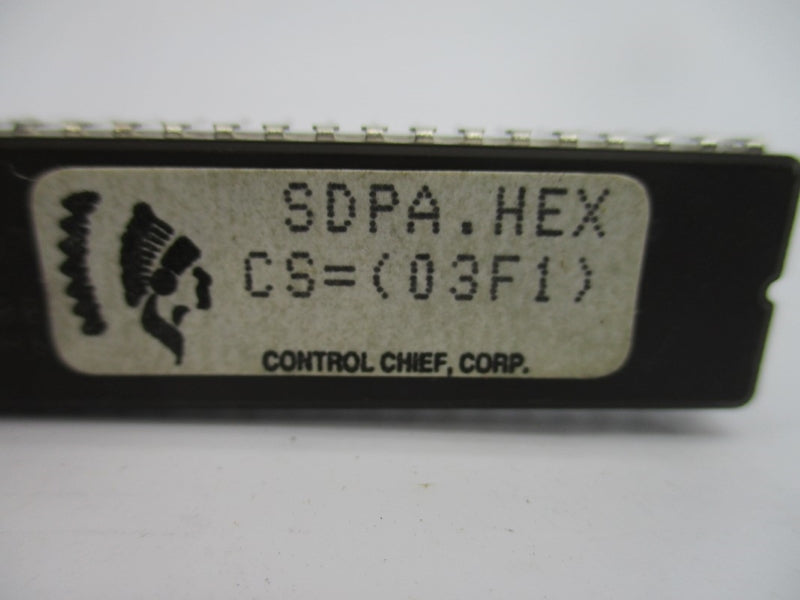 SDPA.HEX
CS=(03F1)
CONTROL CHIEF, CORP.